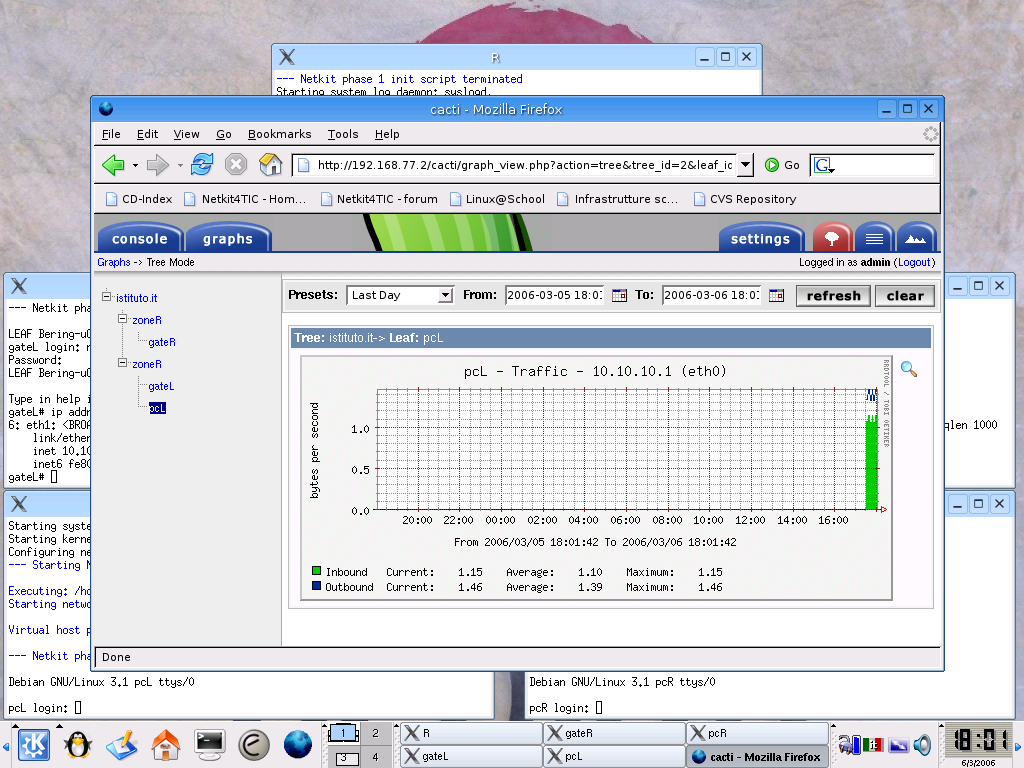 R
--- Netkit phase 1 init script terminated
Starting system log daemon: syslogd.
cacti - Mozilla Firefox
File Edit View Go Bookmarks Tools Help
http://192.168.77.2/cacti/graph_view.php?action=tree&tree_id=2&leaf_ic
Go
G
CD-Index Netkit4TIC - Hom... Netkit4TIC - forum Linux@School Infrastrutture sc... CVS Repository
console graphs settings
Graphs -> Tree Mode
Logged in as admin (Logout)
istituto.it
zoneR
gateR
zoneR
gateL
pcL
Presets: Last Day From: 2006-03-05 18:0 To: 2006-03-06 18:0 refresh clear
Tree: istituto.it-> Leaf: pcL
pcL - Traffic - 10.10.10.1 (eth0)
RRDTOOL / TOBI OETIKER
bytes per second
1.0
0.5
0.0
20:00 22:00 00:00 02:00 04:00 06:00 08:00 10:00 12:00 14:00 16:00
From 2006/03/05 18:01:42 To 2006/03/06 18:01:42
Inbound Current: 1.15 Average: 1.10 Maximum: 1.15
Outbound Current: 1.46 Average: 1.39 Maximum: 1.46
Done
--- Netkit pha
LEAF Bering-uC
gateL login: r
Password:
LEAF Bering-uC
Type in help i
gateL# ip addr
6: eth1: <BROA
qlen 1000
link/ether
inet 10.10
inet6 fe80
gateL#
Starting syste
Starting kerne
Configuring ne
--- Starting N
Executing: /ho
Starting netwo
Virtual host p
--- Netkit pha
Debian GNU/Linux 3.1 pcL ttys/0
pcL login:
Debian GNU/Linux 3.1 pcR ttys/0
pcR login:
1 2
3 4
R gateR pcR
gateL pcL cacti - Mozilla Firefox
it
18:01
6/3/2006